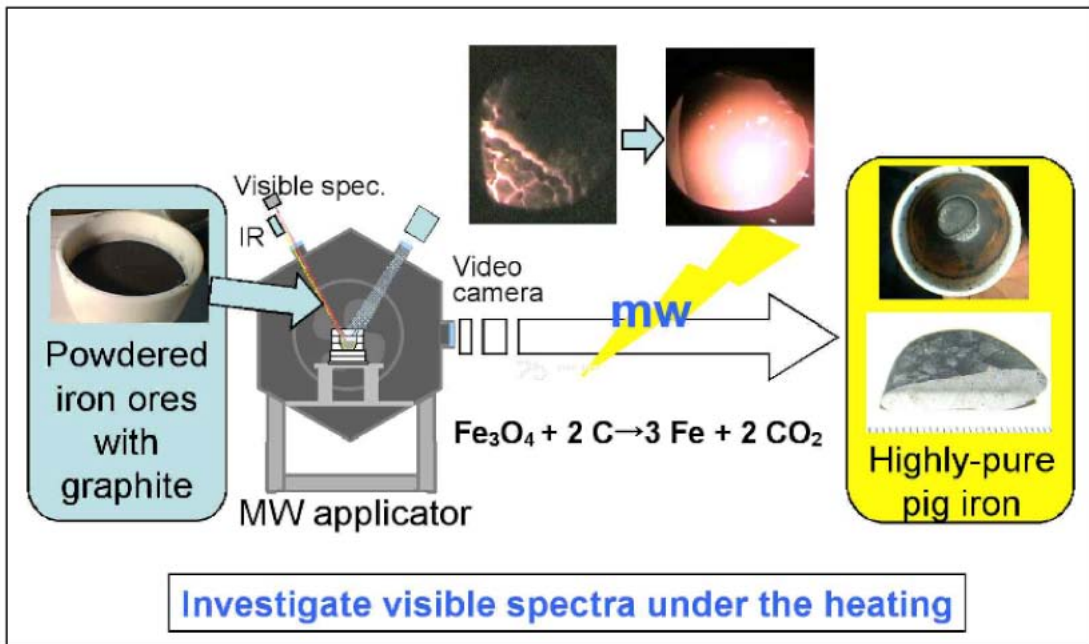 Visible spec.
IR
Powdered
iron ores
with
graphite
MW applicator
Video
camera
mw
Fe₃O₄ + 2 C→3 Fe + 2 CO₂
Highly-pure
pig iron
Investigate visible spectra under the heating